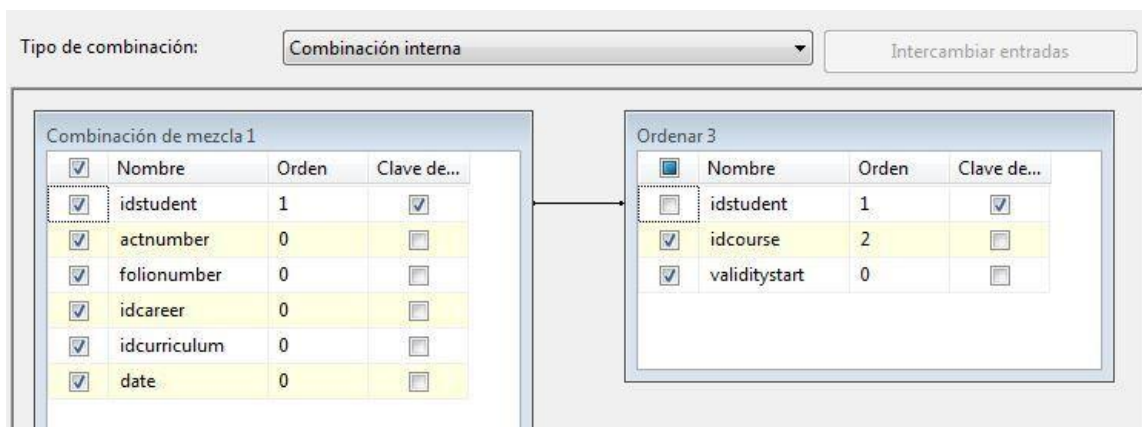 Tipo de combinación: Combinación interna Intercambiar entradas
Combinación de mezcla 1
Nombre Orden Clave de...
idstudent 1
actnumber 0
folionumber 0
idcareer 0
idcurriculum 0
date 0
Ordenar 3
Nombre Orden Clave de...
idstudent 1
idcourse 2
validitystart 0